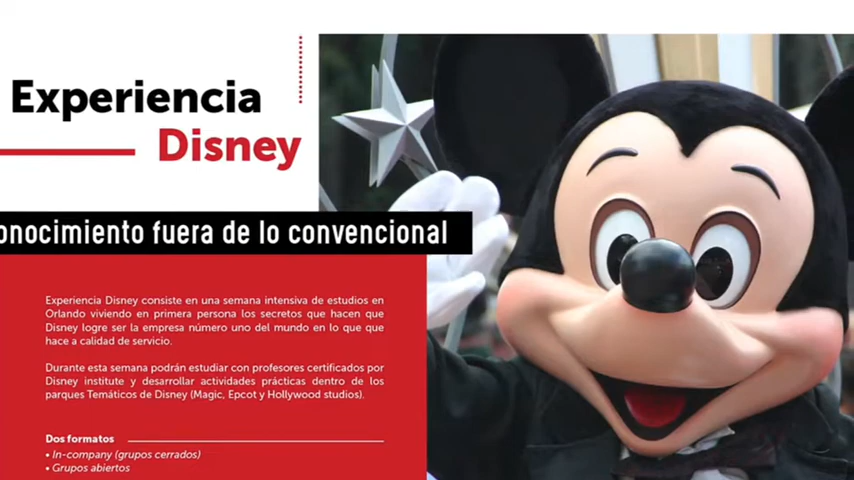 Experiencia
Disney
onocimiento fuera de lo convencional
Experiencia Disney consiste en una semana intensiva de estudios en
Orlando viviendo en primera persona los secretos que hacen que
Disney logre ser la empresa número uno del mundo en lo que que
hace a calidad de servicio.
Durante esta semana podrán estudiar con profesores certificados por
Disney institute y desarrollar actividades prácticas dentro de los
parques Temáticos de Disney (Magic, Epcot y Hollywood studios).
Dos formatos
• In-company (grupos cerrados)
• Grupos abiertos